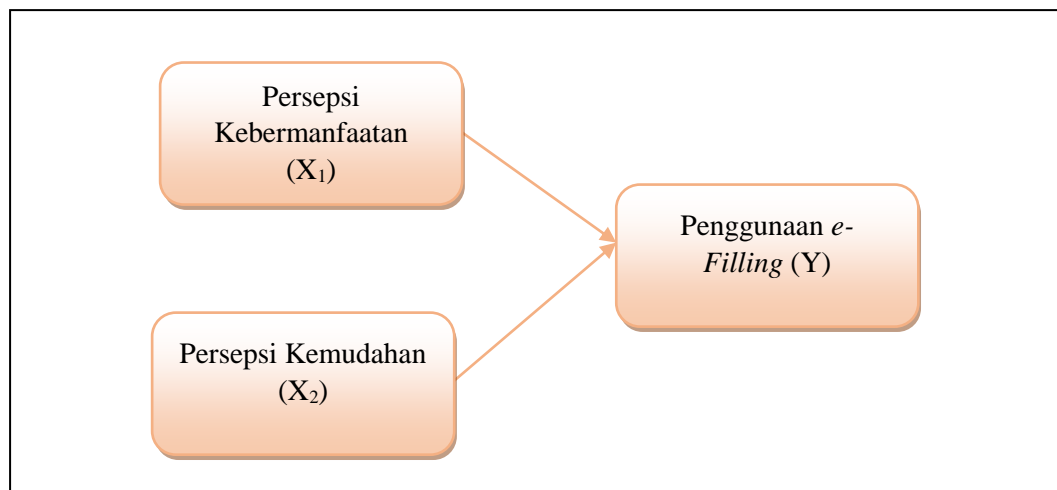 Persepsi
Kebermanfaatan
(X₁)
Penggunaan e-
Filling (Y)
Persepsi Kemudahan
(X₂)